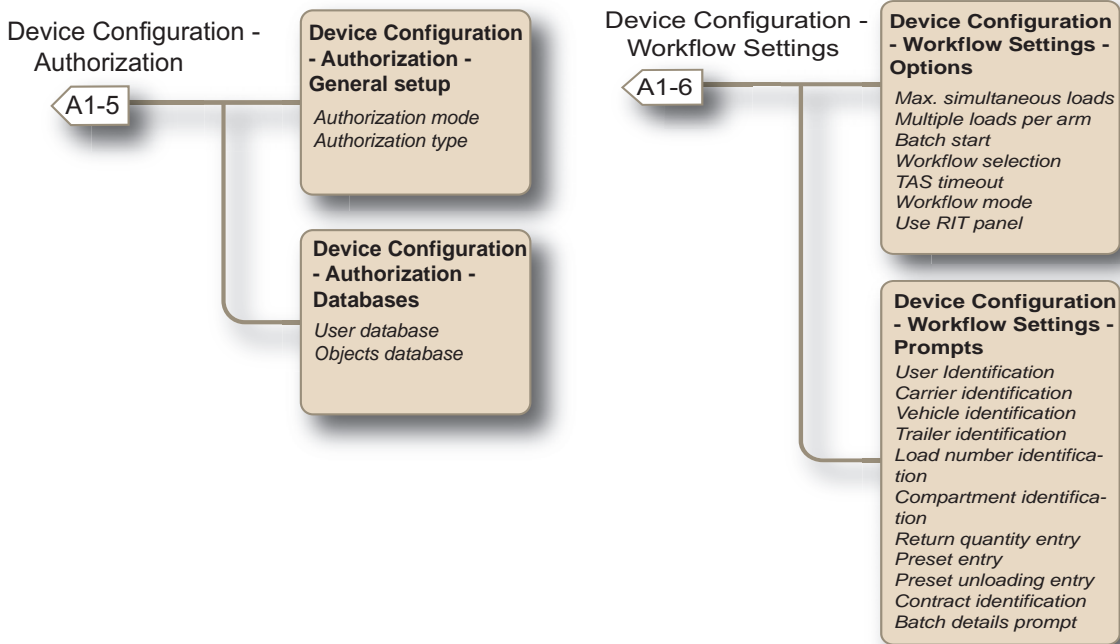 Device Configuration -
Authorization
A1-5
Device Configuration
- Authorization -
General setup
Authorization mode
Authorization type
Device Configuration
- Authorization -
Databases
User database
Objects database
Device Configuration -
Workflow Settings
A1-6
Device Configuration
- Workflow Settings -
Options
Max. simultaneous loads
Multiple loads per arm
Batch start
Workflow selection
TAS timeout
Workflow mode
Use RIT panel
Device Configuration
- Workflow Settings -
Prompts
User Identification
Carrier identification
Vehicle identification
Trailer identification
Load number identifica-
tion
Compartment identifica-
tion
Return quantity entry
Preset entry
Preset unloading entry
Contract identification
Batch details prompt